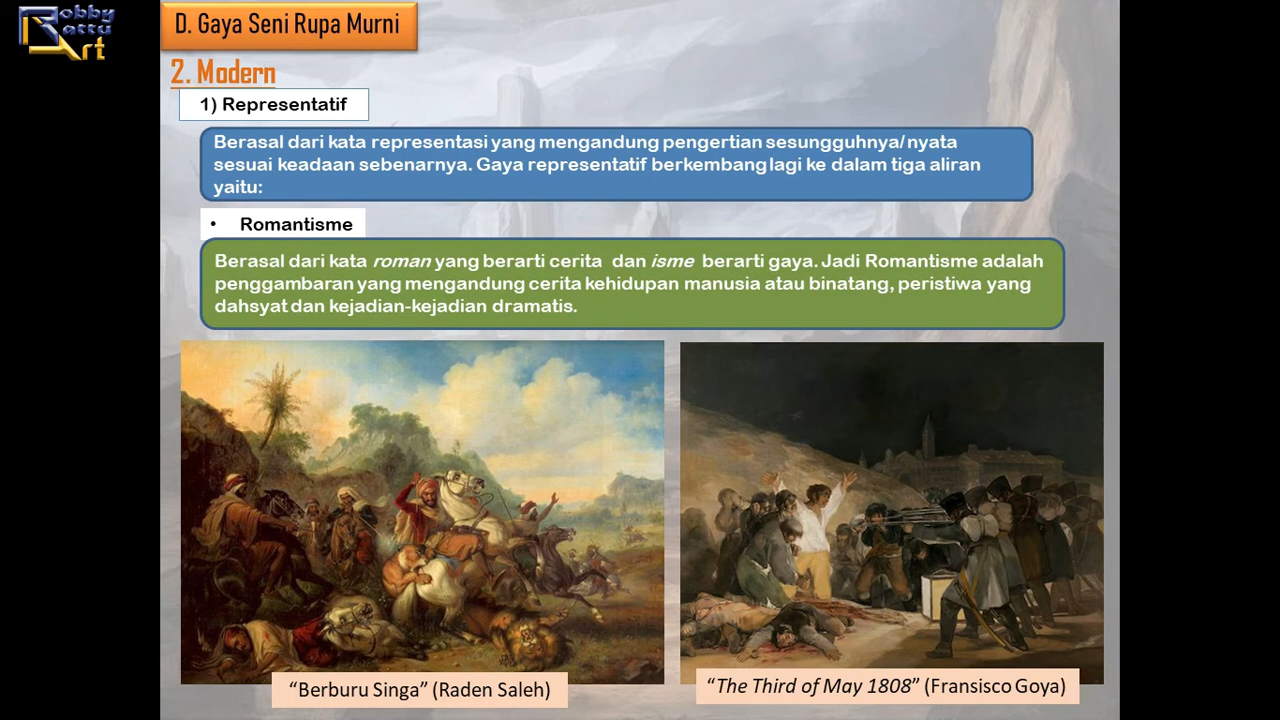 Robby
Rattu
Art
D. Gaya Seni Rupa Murni
2. Modern
1) Representatif
Berasal dari kata representasi yang mengandung pengertian sesungguhnya/nyata
sesuai keadaan sebenarnya. Gaya representatif berkembang lagi ke dalam tiga aliran
yaitu:
• Romantisme
Berasal dari kata roman yang berarti cerita dan isme berarti gaya. Jadi Romantisme adalah
penggambaran yang mengandung cerita kehidupan manusia atau binatang, peristiwa yang
dahsyat dan kejadian-kejadian dramatis.
“Berburu Singa” (Raden Saleh)
“The Third of May 1808” (Fransisco Goya)